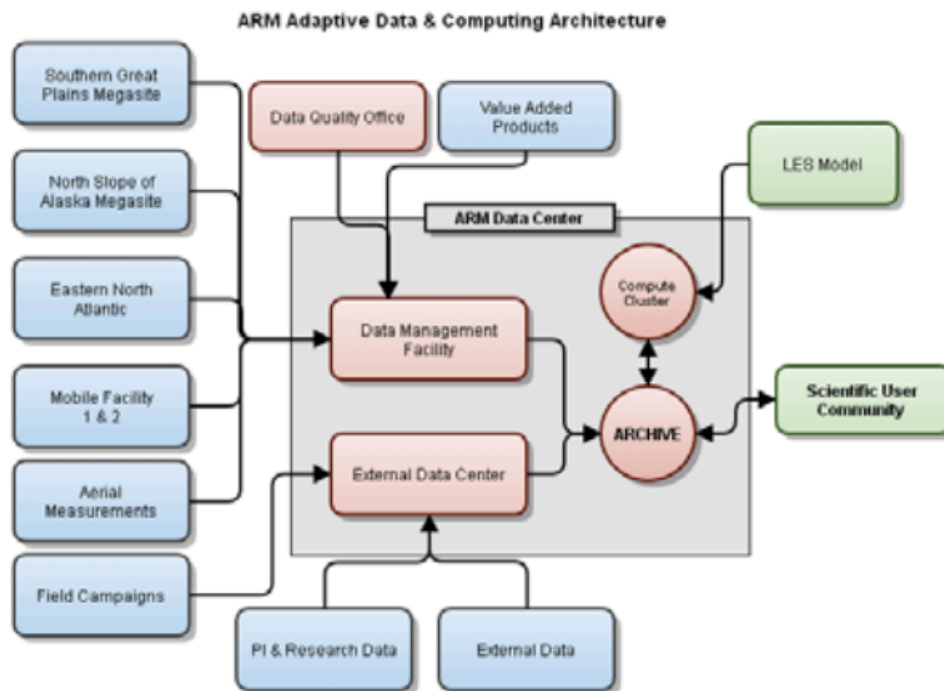 ARM Adaptive Data & Computing Architecture
Southern Great
Plains Megasite
Data Quality Office
Value Added
Products
LES Model
North Slope of
Alaska Megasite
ARM Data Center
Eastern North
Atlantic
Compute
Cluster
Data Management
Facility
Mobile Facility
1 & 2
Scientific User
Community
ARCHIVE
Aerial
Measurements
External Data Center
Field Campaigns
PI & Research Data
External Data